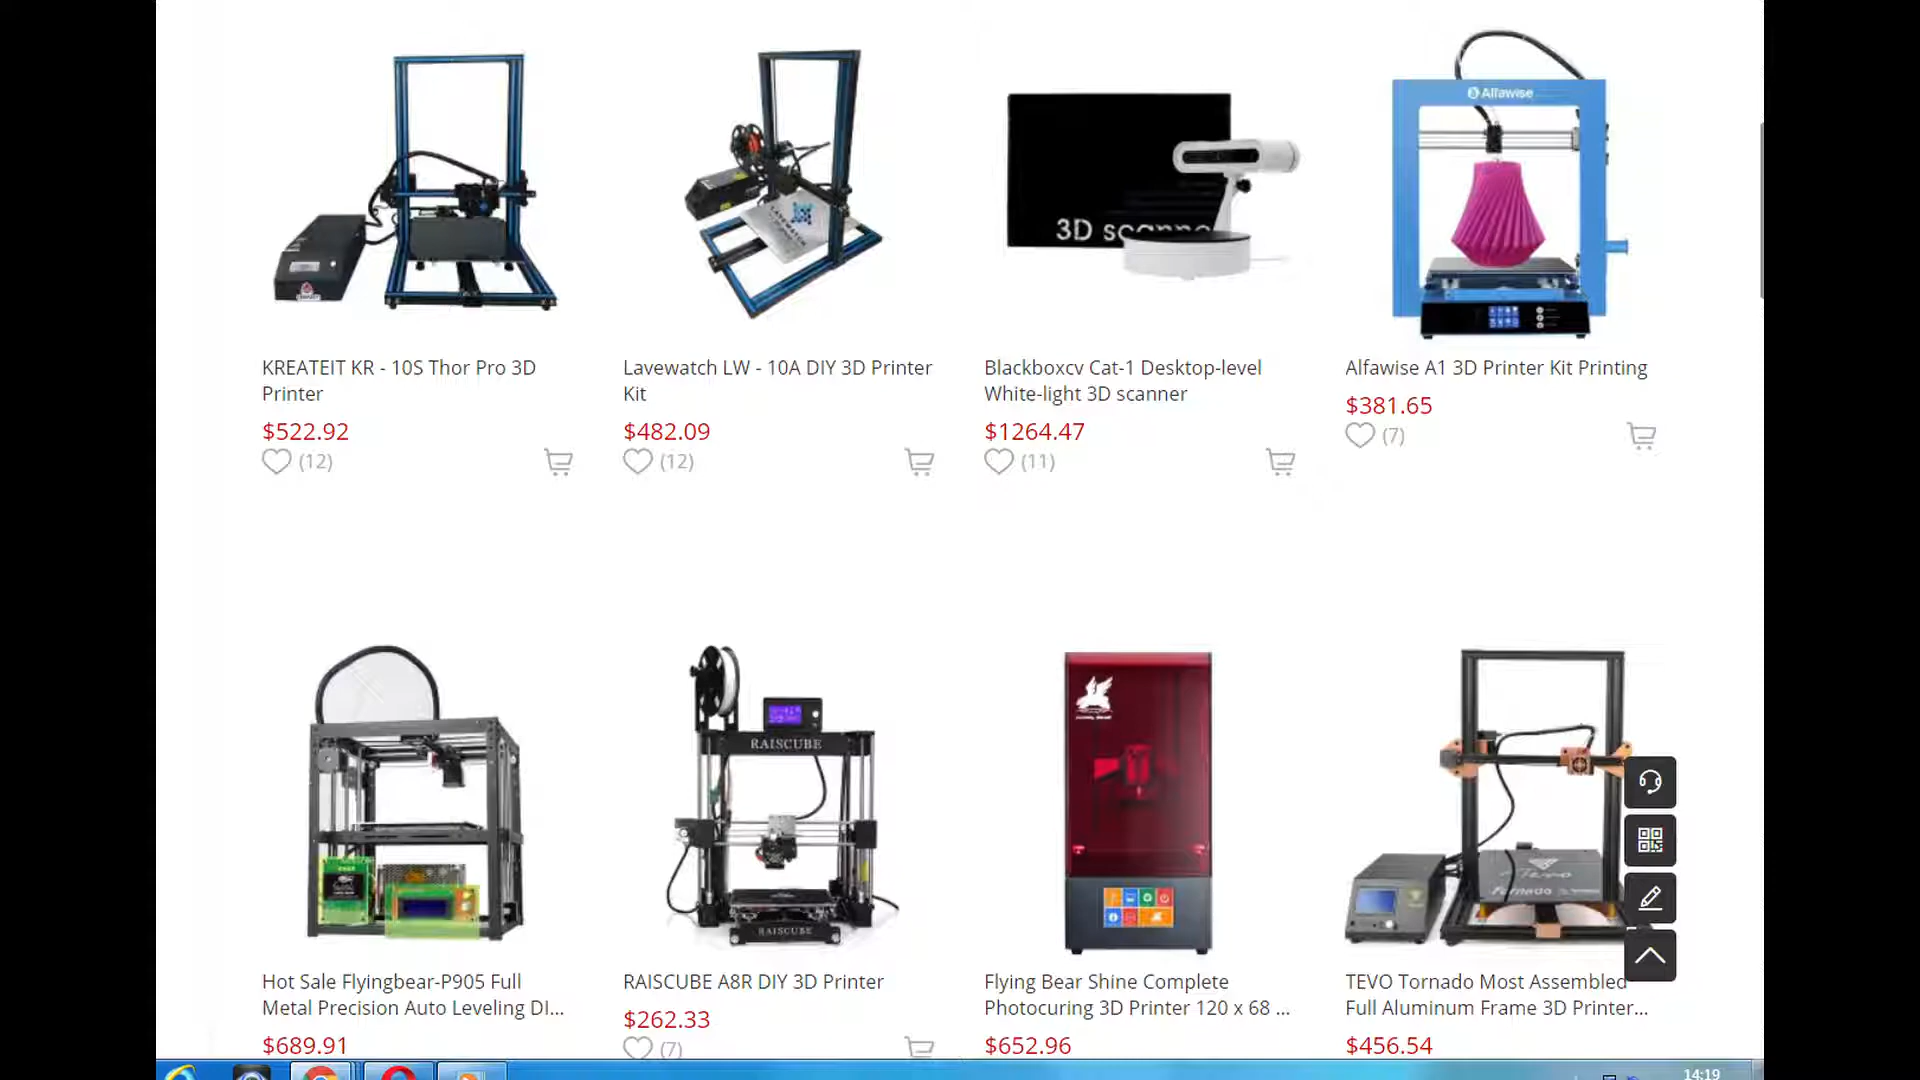 Alfawise
3D scanne
KREATEIT KR - 10S Thor Pro 3D
Printer
$522.92
(12)
Lavewatch LW - 10A DIY 3D Printer
Kit
$482.09
(12)
Blackboxcv Cat-1 Desktop-level
White-light 3D scanner
$1264.47
(11)
Alfawise A1 3D Printer Kit Printing
$381.65
(7)
RAISCUBE
RAISCUBE
Hot Sale Flyingbear-P905 Full
Metal Precision Auto Leveling DI...
$689.91
RAISCUBE A8R DIY 3D Printer
$262.33
(7)
Flying Bear Shine Complete
Photocuring 3D Printer 120 x 68 ...
$652.96
TEVO Tornado Most Assembled
Full Aluminum Frame 3D Printer...
$456.54
14:19